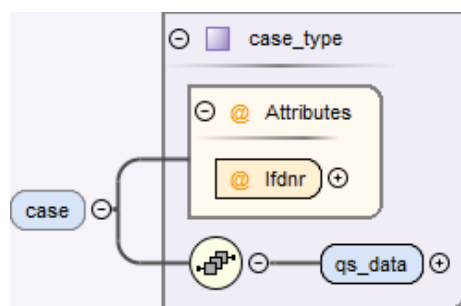 case_type
@ Attributes
@ lfdnr
case
qs_data